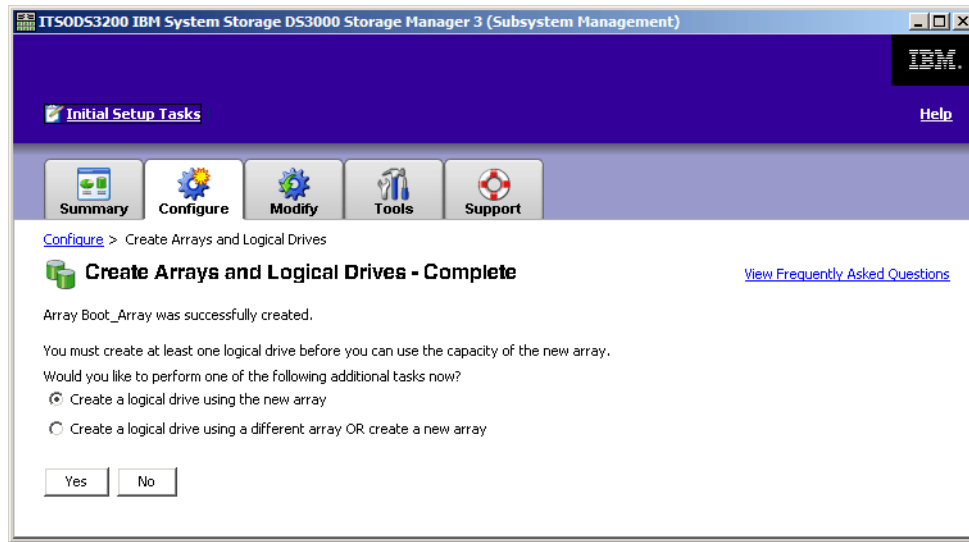 ITSODS3200 IBM System Storage DS3000 Storage Manager 3 (Subsystem Management)
IBM.
Initial Setup Tasks
Help
Summary
Configure
Modify
Tools
Support
Configure > Create Arrays and Logical Drives
Create Arrays and Logical Drives - Complete
View Frequently Asked Questions
Array Boot_Array was successfully created.
You must create at least one logical drive before you can use the capacity of the new array.
Would you like to perform one of the following additional tasks now?
Create a logical drive using the new array
Create a logical drive using a different array OR create a new array
Yes
No